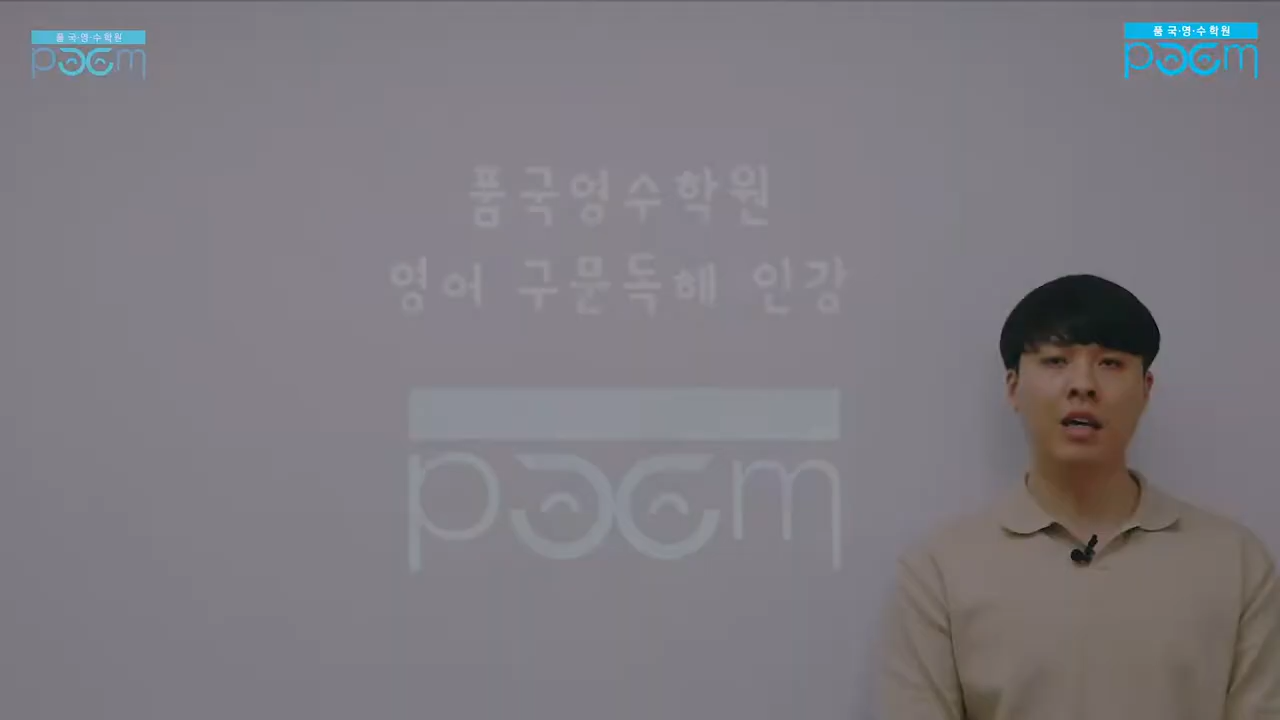 품 국·영·수 학원
poem
품 국·영·수 학원
poem
품국영수학원
영어 구문독해 인강
poem